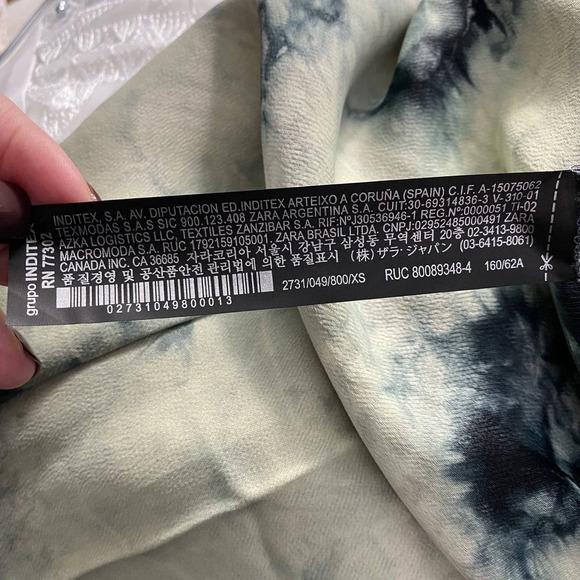 grupo INDITEX
RN 77302
INDITEX, S.A. AV. DIPUTACION ED.INDITEX ARTEIXO A CORUÑA (SPAIN) C.I.F. A-15075062
TEXMODAS S.A.S SIC 900.123.408 ZARA ARGENTINA S.A. CUIT:30-69314836-3 V-310-01
AZKA LOGISTICS LLC TEXTILES ZANZIBAR S.A. RIF:NºJ30536946-1 REG.Nº:0000051 TI-02
MACROMODA S.A. RUC 1792159105001 ZARA BRASIL LTDA. CNPJ:02952485000491 ZARA
CANADA INC. CA 36685 자라코리아 서울시 강남구 삼성동 무역센터 20층 02-3413-9800
품질경영 및 공산품안전 관리법에 의한 품질표시 (株) ザラ・ジャパン (03-6415-8061)
02731049800013
2731/049/800/XS
RUC 80089348-4
160/62A